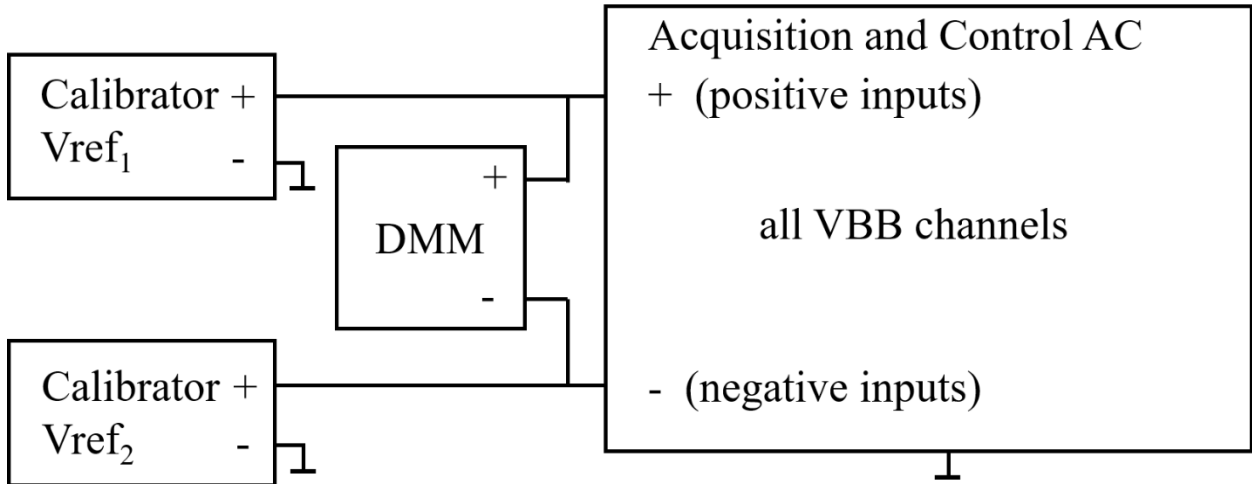 Calibrator +
Vref₁ -
+
DMM
-
Calibrator +
Vref₂ -
Acquisition and Control AC
+ (positive inputs)
all VBB channels
- (negative inputs)